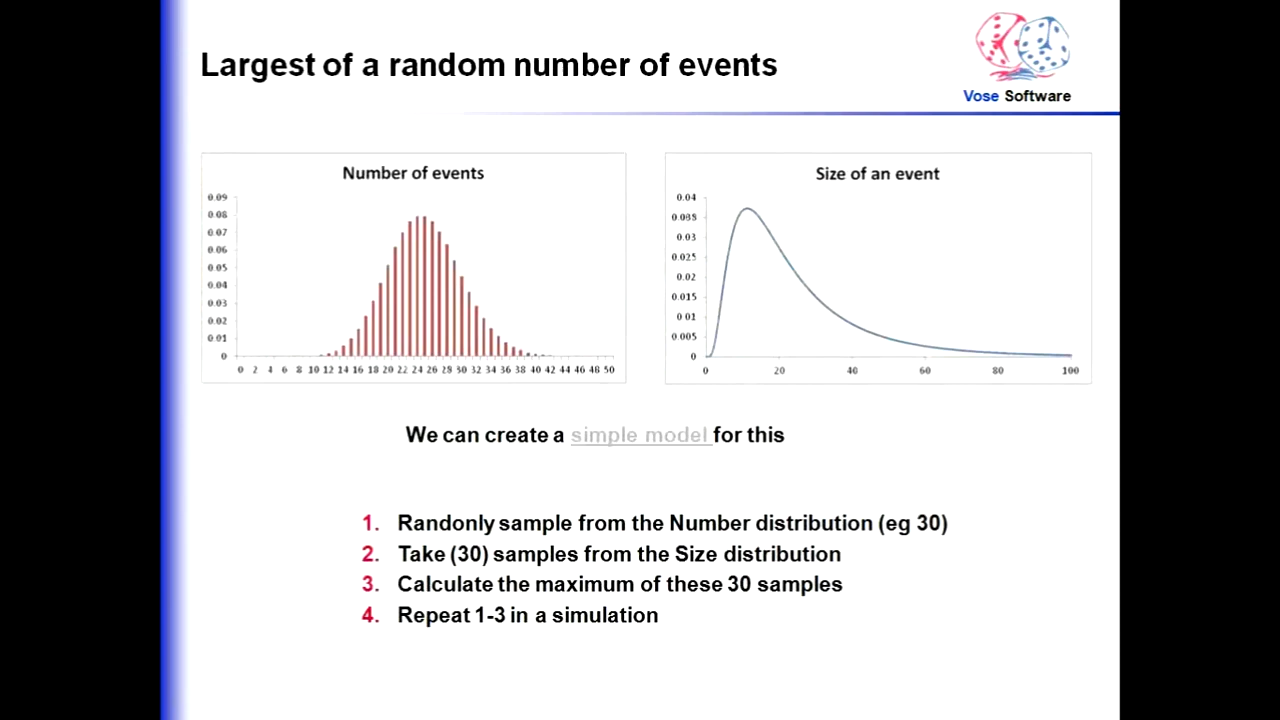 Largest of a random number of events
Vose Software
Number of events
0.09
0.08
0.07
0.06
0.05
0.04
0.03
0.02
0.01
0
0 2 4 6 8 10 12 14 16 18 20 22 24 26 28 30 32 34 36 38 40 42 44 46 48 50
Size of an event
0.04
0.035
0.03
0.025
0.02
0.015
0.01
0.005
0
0 20 40 60 80 100
We can create a simple model for this
1. Randonly sample from the Number distribution (eg 30)
2. Take (30) samples from the Size distribution
3. Calculate the maximum of these 30 samples
4. Repeat 1-3 in a simulation